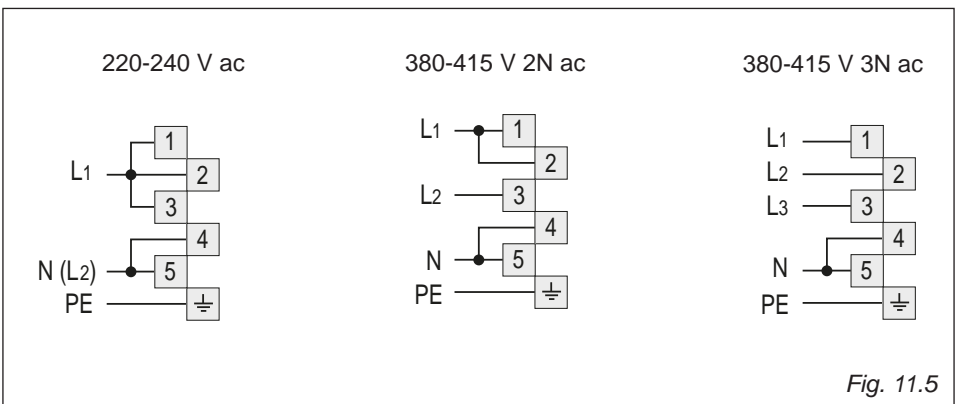 220-240 V ac
L1
1
2
3
4
N (L2)
5
PE
380-415 V 2N ac
L1
1
2
L2
3
4
N
5
PE
380-415 V 3N ac
L1
1
L2
2
L3
3
4
N
5
PE
Fig. 11.5